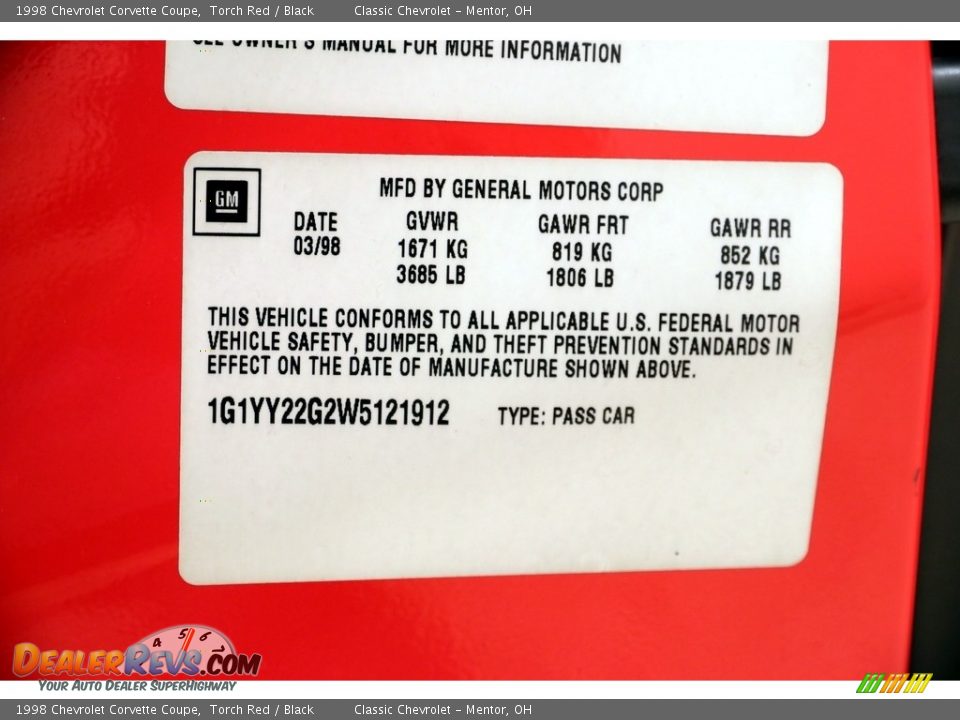 1998 Chevrolet Corvette Coupe, Torch Red / Black Classic Chevrolet – Mentor, OH
SEE OWNER'S MANUAL FOR MORE INFORMATION
GM
MFD BY GENERAL MOTORS CORP
DATE GVWR GAWR FRT GAWR RR
03/98 1671 KG 819 KG 852 KG
3685 LB 1806 LB 1879 LB
THIS VEHICLE CONFORMS TO ALL APPLICABLE U.S. FEDERAL MOTOR
VEHICLE SAFETY, BUMPER, AND THEFT PREVENTION STANDARDS IN
EFFECT ON THE DATE OF MANUFACTURE SHOWN ABOVE.
1G1YY22G2W5121912 TYPE: PASS CAR
4 5 6
DEALERREVS.COM
YOUR AUTO DEALER SUPERHIGHWAY
1998 Chevrolet Corvette Coupe, Torch Red / Black Classic Chevrolet – Mentor, OH